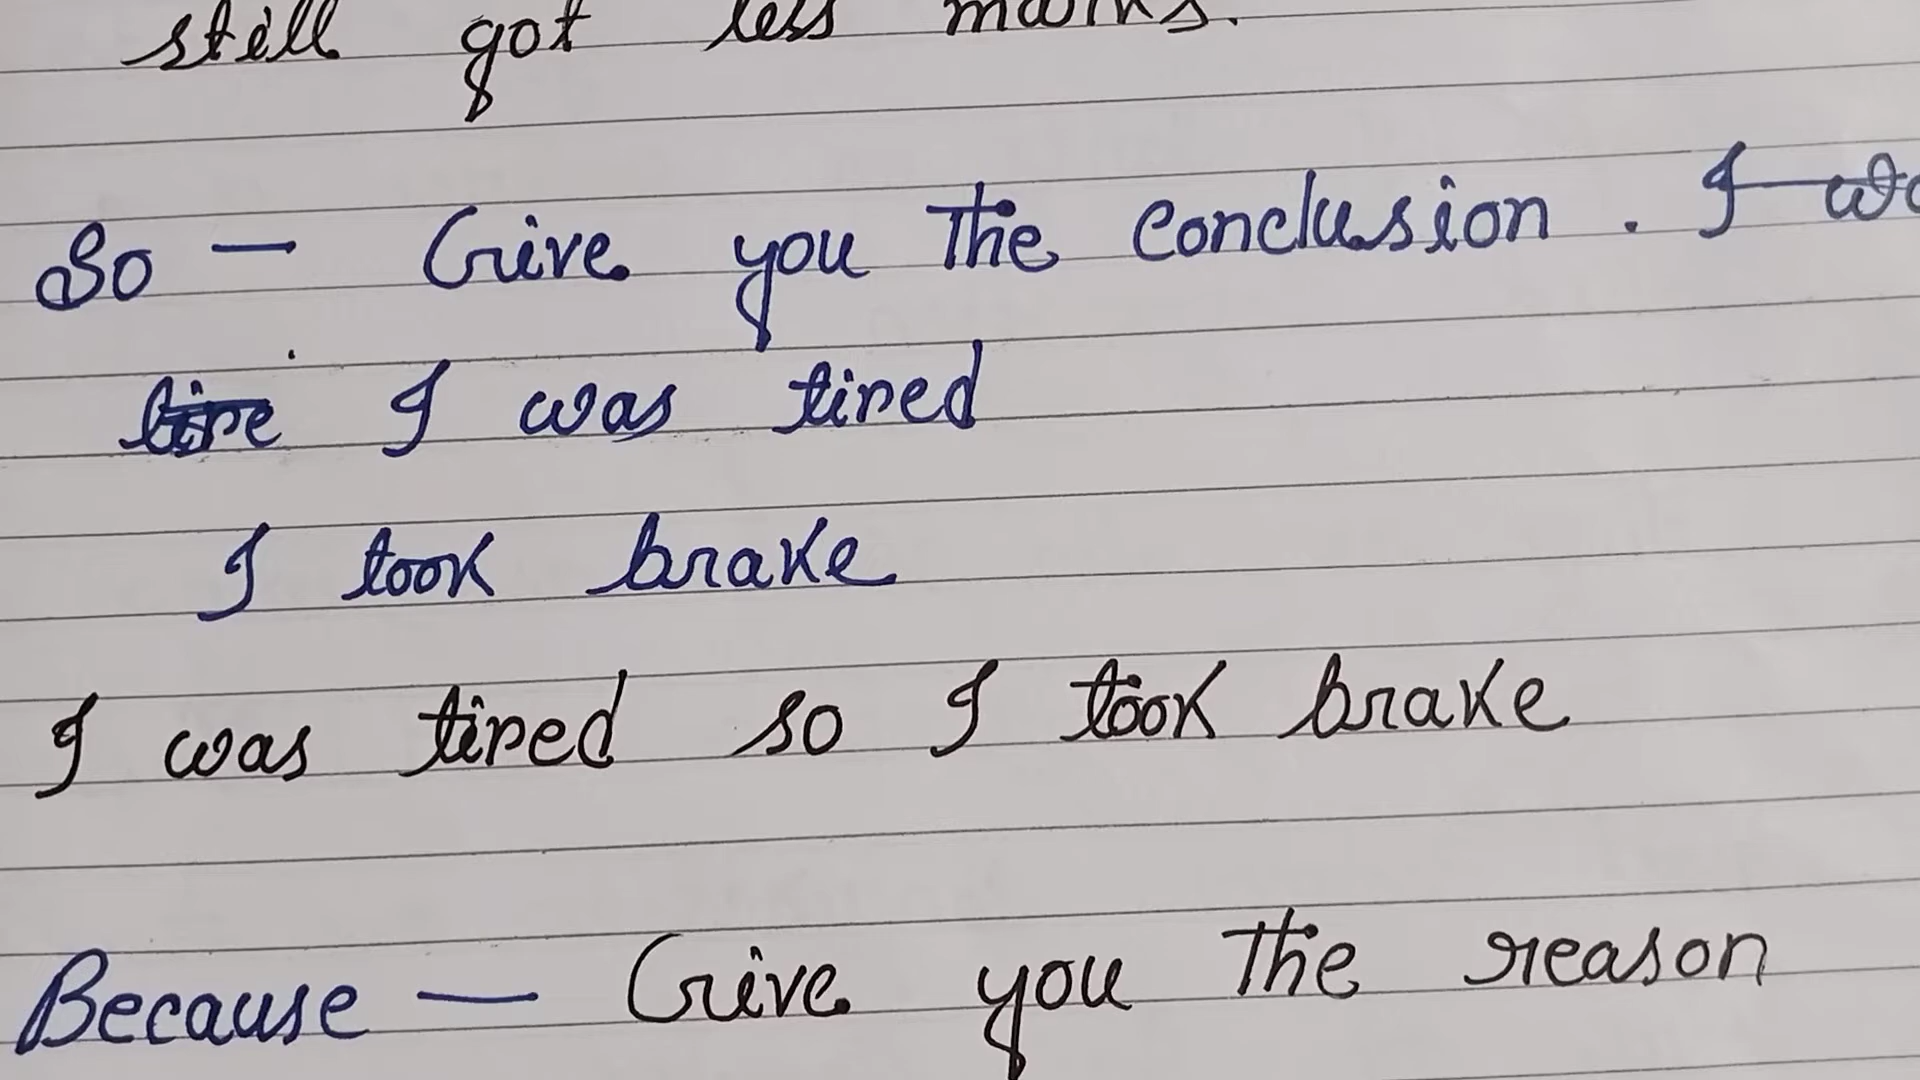 still got less marks.
So — Give you the conclusion. I
tire I was tired
I took brake
I was tired so I took brake
Because — Give you the reason